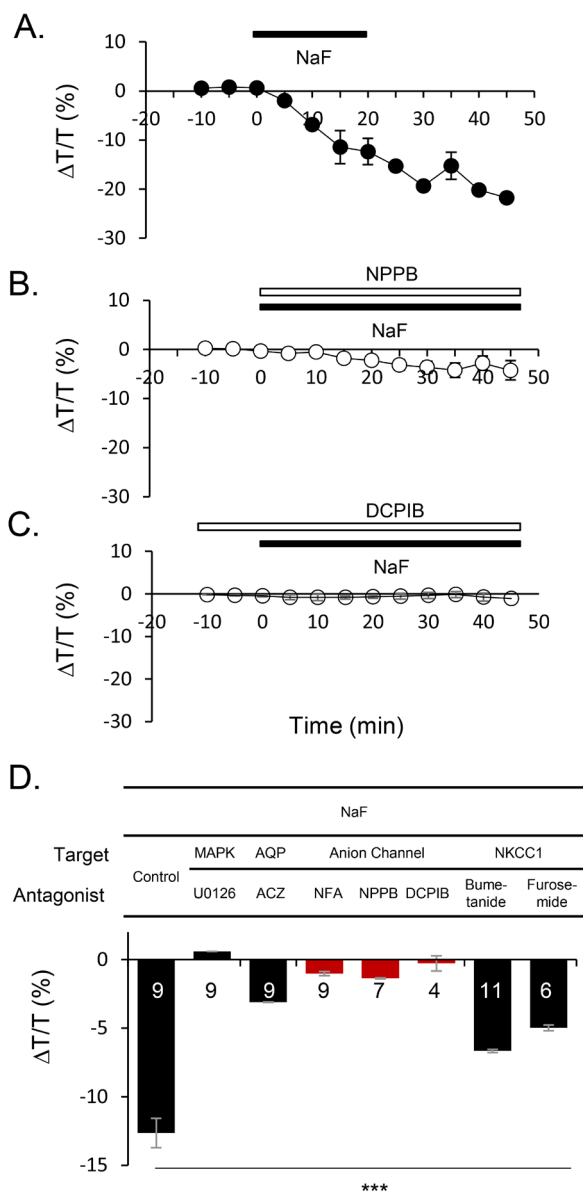 A.
NaF
10
0
-20 -10 0 10 20 30 40 50
-10
-20
-30
ΔT/T (%)
B.
NPPB
NaF
10
0
-20 -10 0 10 20 30 40 50
-10
-20
-30
ΔT/T (%)
C.
DCPIB
NaF
10
0
-20 -10 0 10 20 30 40 50
-10
-20
-30
ΔT/T (%)
Time (min)
D.
NaF
Target
Control
MAPK AQP Anion Channel NKCC1
Antagonist
U0126 ACZ NFA NPPB DCPIB Bume-
tanide
Furose-
mide
0
-5
-10
-15
ΔT/T (%)
9 9 9 9 7 4 11 6
***